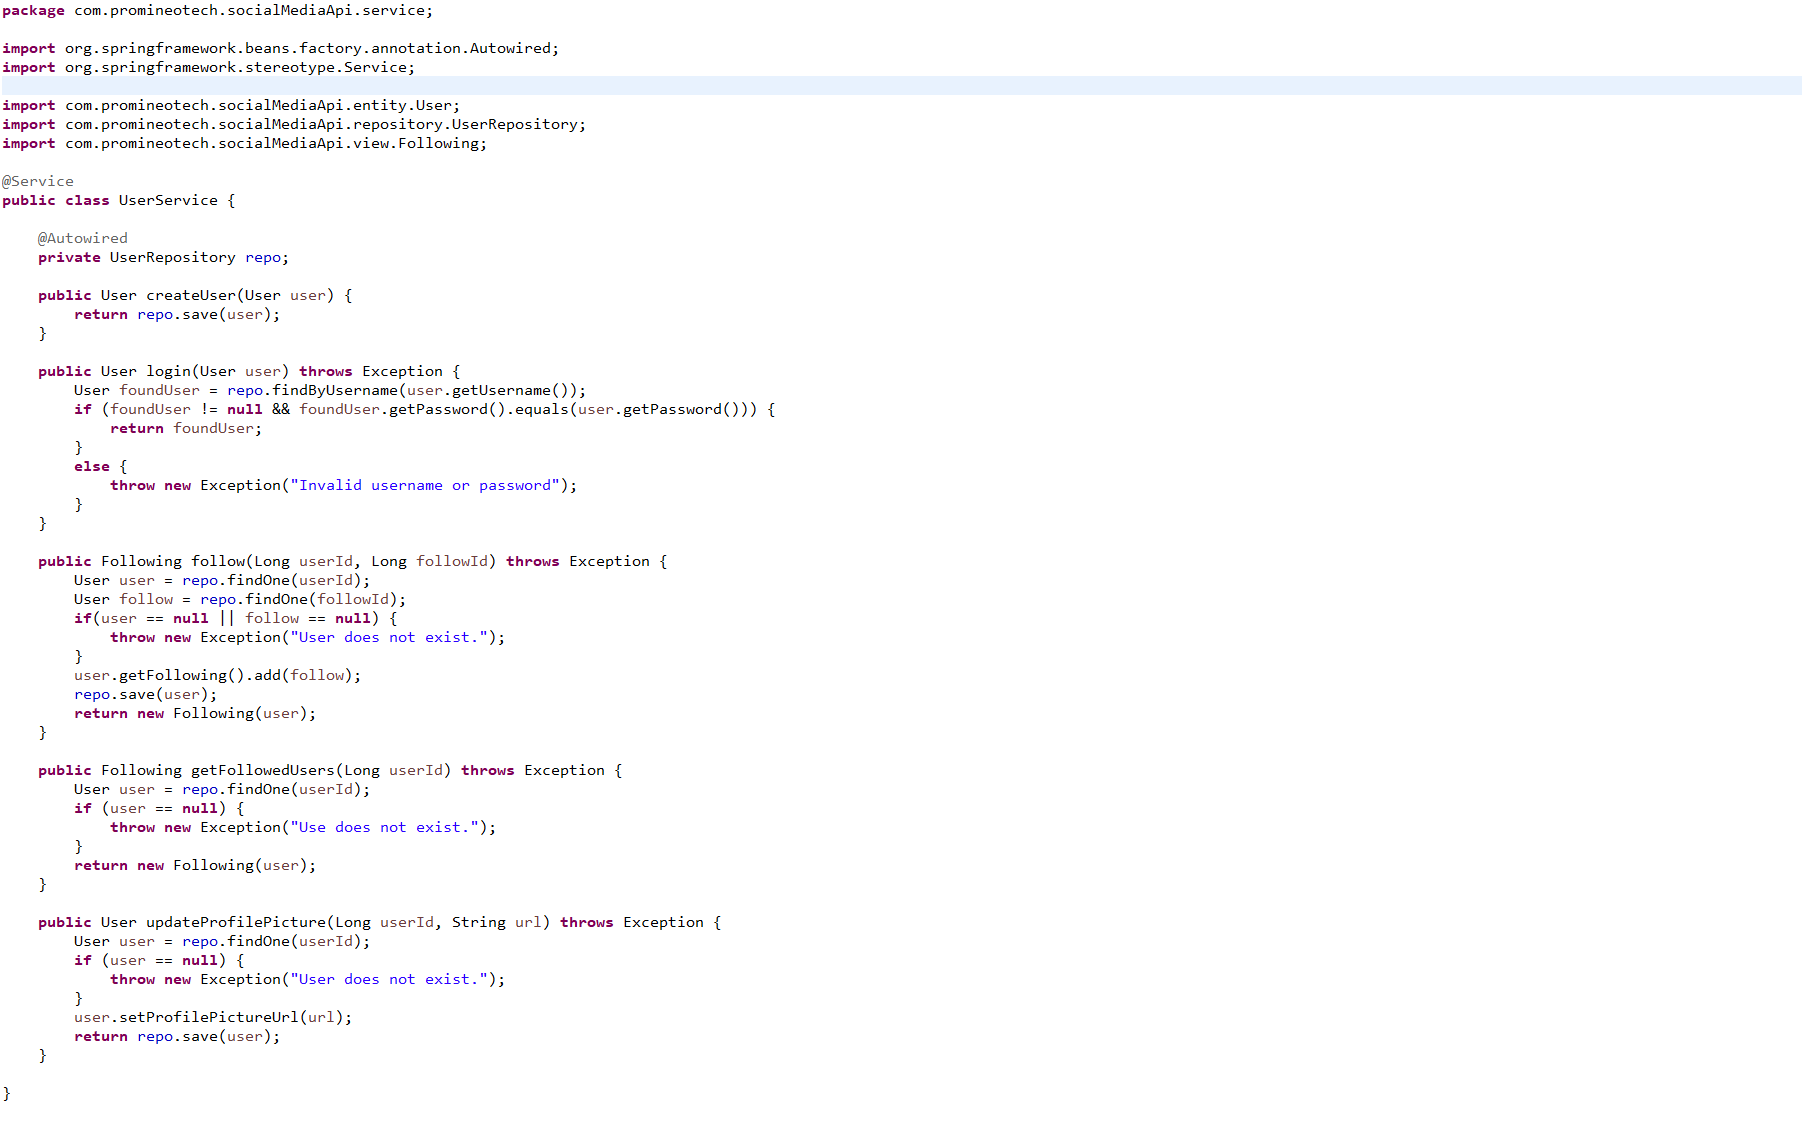 package com.promineotech.socialMediaApi.service;
import org.springframework.beans.factory.annotation.Autowired;
import org.springframework.stereotype.Service;
import com.promineotech.socialMediaApi.entity.User;
import com.promineotech.socialMediaApi.repository.UserRepository;
import com.promineotech.socialMediaApi.view.Following;
@Service
public class UserService {
@Autowired
private UserRepository repo;
public User createUser(User user) {
return repo.save(user);
}
public User login(User user) throws Exception {
User foundUser = repo.findByUsername(user.getUsername());
if (foundUser != null && foundUser.getPassword().equals(user.getPassword())) {
return foundUser;
}
else {
throw new Exception("Invalid username or password");
}
}
public Following follow(Long userId, Long followId) throws Exception {
User user = repo.findOne(userId);
User follow = repo.findOne(followId);
if(user == null || follow == null) {
throw new Exception("User does not exist.");
}
user.getFollowing().add(follow);
repo.save(user);
return new Following(user);
}
public Following getFollowedUsers(Long userId) throws Exception {
User user = repo.findOne(userId);
if (user == null) {
throw new Exception("Use does not exist.");
}
return new Following(user);
}
public User updateProfilePicture(Long userId, String url) throws Exception {
User user = repo.findOne(userId);
if (user == null) {
throw new Exception("User does not exist.");
}
user.setProfilePictureUrl(url);
return repo.save(user);
}
}